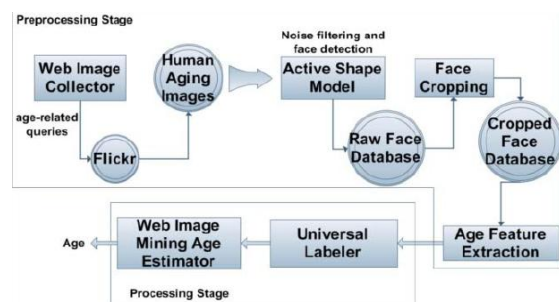 Preprocessing Stage
Web Image
Collector
age-related
queries
Flickr
Human
Aging
Images
Noise filtering and
face detection
Active Shape
Model
Raw Face
Database
Face
Cropping
Cropped
Face
Database
Age Feature
Extraction
Universal
Labeler
Web Image
Mining Age
Estimator
Age
Processing Stage